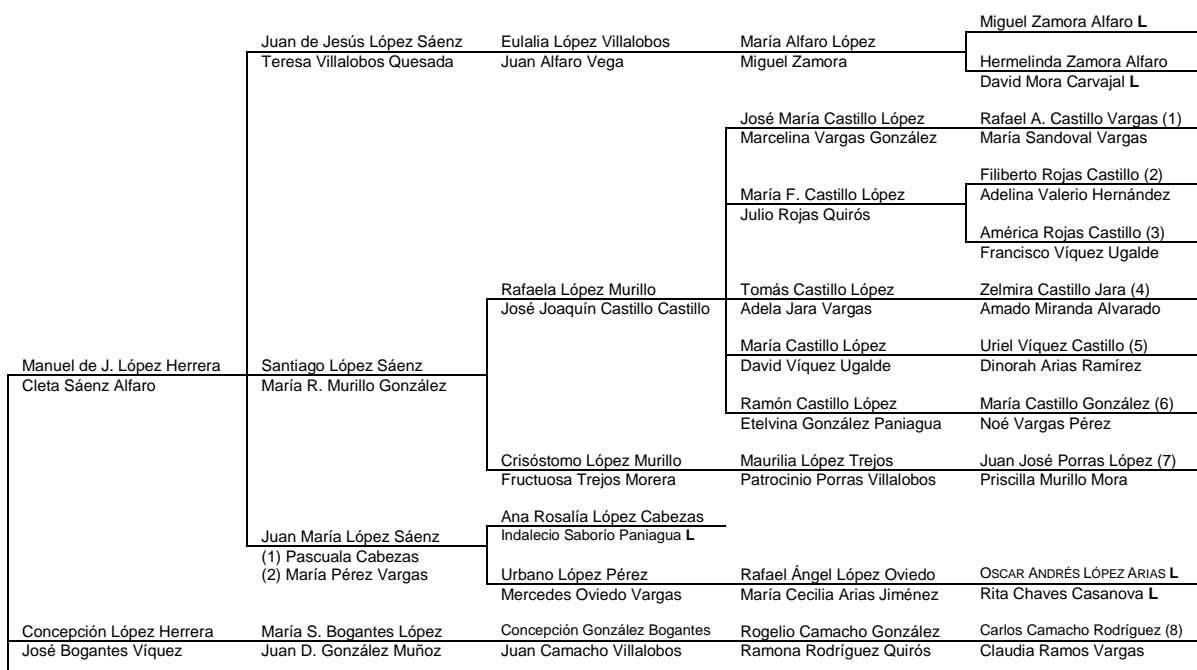 Miguel Zamora Alfaro L
Juan de Jesús López Sáenz Eulalia López Villalobos María Alfaro López
Teresa Villalobos Quesada Juan Alfaro Vega Miguel Zamora Hermelinda Zamora Alfaro
David Mora Carvajal L
José María Castillo López Rafael A. Castillo Vargas (1)
Marcelina Vargas González María Sandoval Vargas
Filiberto Rojas Castillo (2)
María F. Castillo López Adelina Valerio Hernández
Julio Rojas Quirós
América Rojas Castillo (3)
Francisco Víquez Ugalde
Rafaela López Murillo Tomás Castillo López Zelmira Castillo Jara (4)
José Joaquín Castillo Castillo Adela Jara Vargas Amado Miranda Alvarado
María Castillo López Uriel Víquez Castillo (5)
Manuel de J. López Herrera Santiago López Sáenz David Víquez Ugalde Dinorah Arias Ramírez
Cleta Sáenz Alfaro María R. Murillo González
Ramón Castillo López María Castillo González (6)
Etelvina González Paniagua Noé Vargas Pérez
Crisóstomo López Murillo Maurilia López Trejos Juan José Porras López (7)
Fructuosa Trejos Morera Patrocinio Porras Villalobos Priscilla Murillo Mora
Ana Rosalía López Cabezas
Juan María López Sáenz Indalecio Saborío Paniagua L
(1) Pascuala Cabezas
(2) María Pérez Vargas Urbano López Pérez Rafael Ángel López Oviedo OSCAR ANDRÉS LÓPEZ ARIAS L
Mercedes Oviedo Vargas María Cecilia Arias Jiménez Rita Chaves Casanova L
Concepción López Herrera María S. Bogantes López Concepción González Bogantes Rogelio Camacho González Carlos Camacho Rodríguez (8)
José Bogantes Víquez Juan D. González Muñoz Juan Camacho Villalobos Ramona Rodríguez Quirós Claudia Ramos Vargas